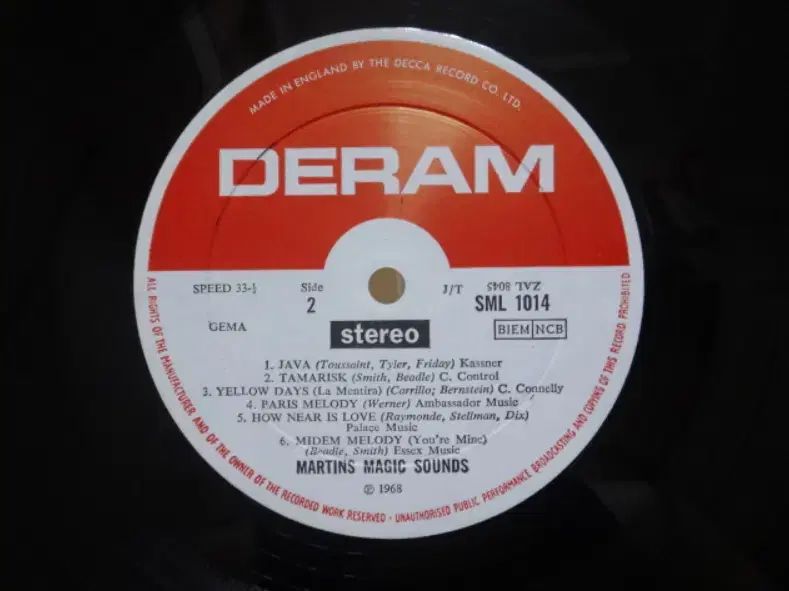 MADE IN ENGLAND BY THE DECCA RECORD CO. LTD.
DERAM
SPEED 33-⅓ Side J/T ZAL 8045
2 SML 1014
GEMA stereo BIEM NCB
1. JAVA (Toussaint, Tyler, Friday) Kassner
2. TAMARISK (Smith, Beadle) C. Control
3. YELLOW DAYS (La Mentira) (Carrillo; Bernstein) C. Connelly
4. PARIS MELODY (Werner) Ambassador Music
5. HOW NEAR IS LOVE (Raymonde, Stellman, Dix)
Palace Music
6. MIDEM MELODY (You're Mine)
(Beadle, Smith) Essex Music
MARTINS MAGIC SOUNDS
℗ 1968
ALL RIGHTS OF THE MANUFACTURER AND OF THE OWNER OF THE RECORDED WORK RESERVED · UNAUTHORISED PUBLIC PERFORMANCE, BROADCASTING AND COPYING OF THIS RECORD PROHIBITED